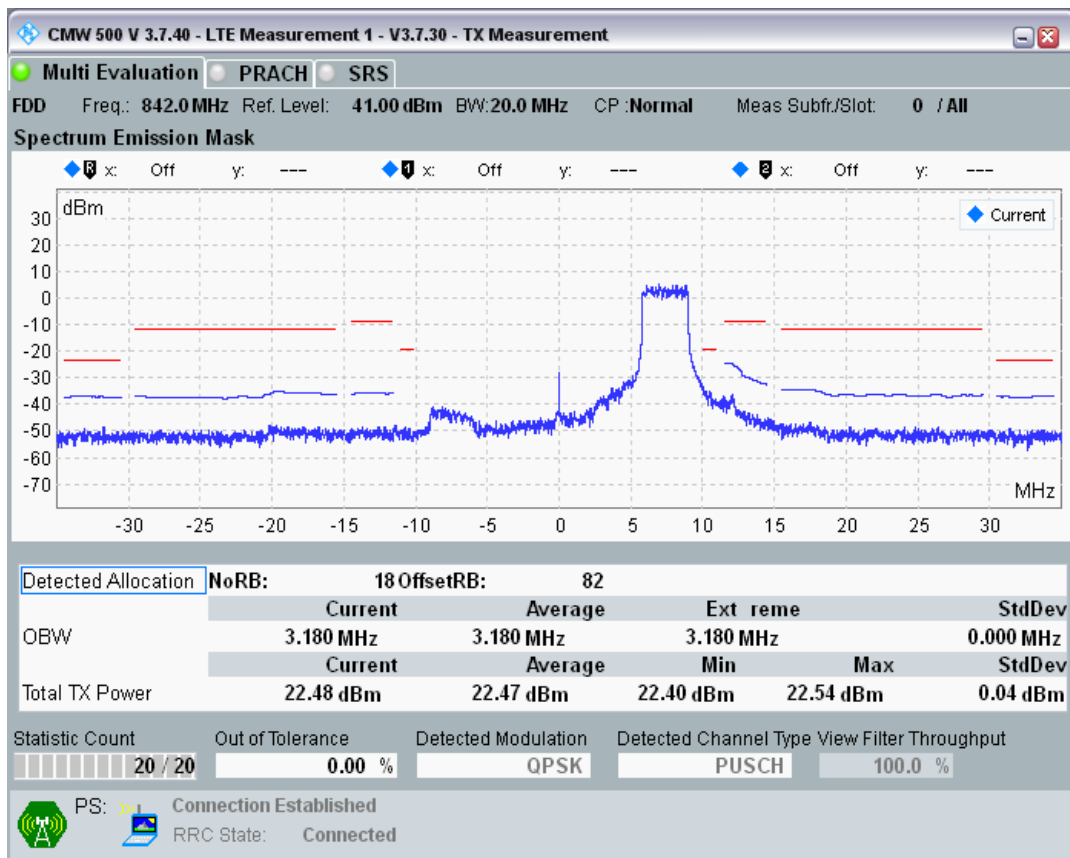 CMW 500 V 3.7.40 - LTE Measurement 1 - V3.7.30 - TX Measurement
Multi Evaluation PRACH SRS
FDD Freq.: 842.0 MHz Ref. Level: 41.00 dBm BW:20.0 MHz CP :Normal Meas Subfr./Slot: 0 / All
Spectrum Emission Mask
R x: Off y: --- 1 x: Off y: --- 2 x: Off y: ---
dBm
Current
30
20
10
0
-10
-20
-30
-40
-50
-60
-70
MHz
-30 -25 -20 -15 -10 -5 0 5 10 15 20 25 30
Detected Allocation NoRB: 18 OffsetRB: 82
Current Average Ext reme StdDev
OBW 3.180 MHz 3.180 MHz 3.180 MHz 0.000 MHz
Current Average Min Max StdDev
Total TX Power 22.48 dBm 22.47 dBm 22.40 dBm 22.54 dBm 0.04 dBm
Statistic Count Out of Tolerance Detected Modulation Detected Channel Type View Filter Throughput
20 / 20 0.00 % QPSK PUSCH 100.0 %
PS: Connection Established
RRC State: Connected